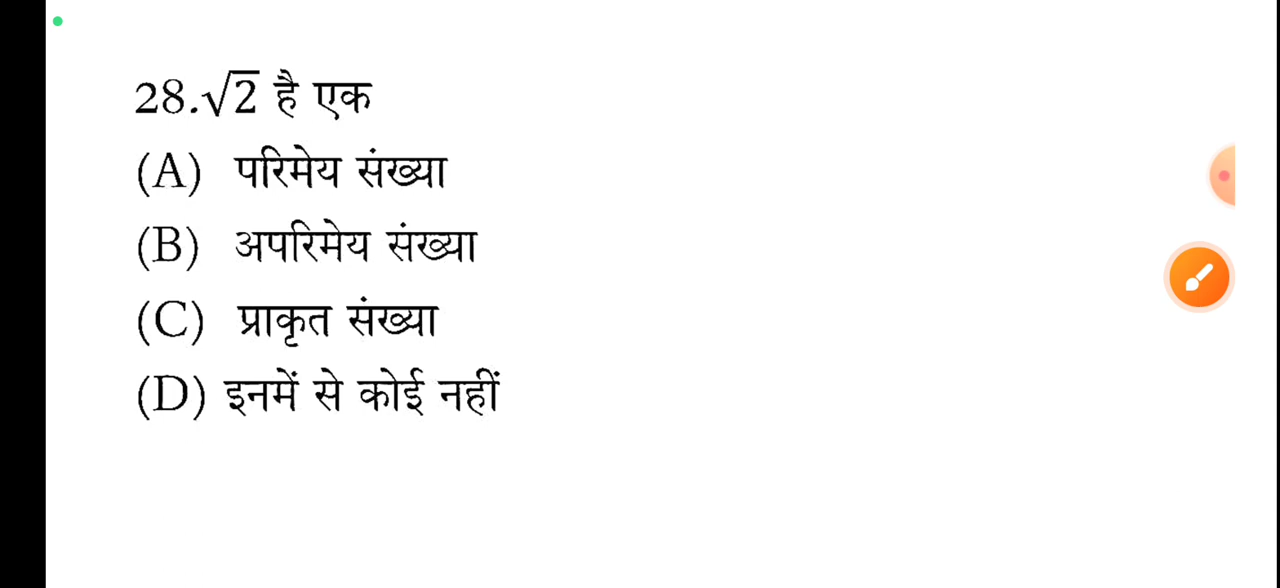 28.√2 है एक
(A) परिमेय संख्या
(B) अपरिमेय संख्या
(C) प्राकृत संख्या
(D) इनमें से कोई नहीं